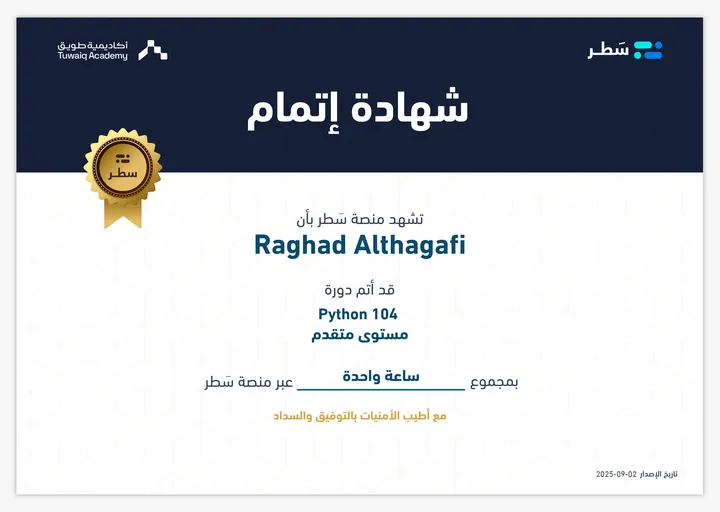 سَطر
أكاديمية طويق
Tuwaiq Academy
شهادة إتمام
سطر
تشهد منصة سَطر بأن
Raghad Althagafi
قد أتم دورة
Python 104
مستوى متقدم
بمجموع ساعة واحدة عبر منصة سَطر
مع أطيب الأمنيات بالتوفيق والسداد
تاريخ الإصدار 2025-09-02